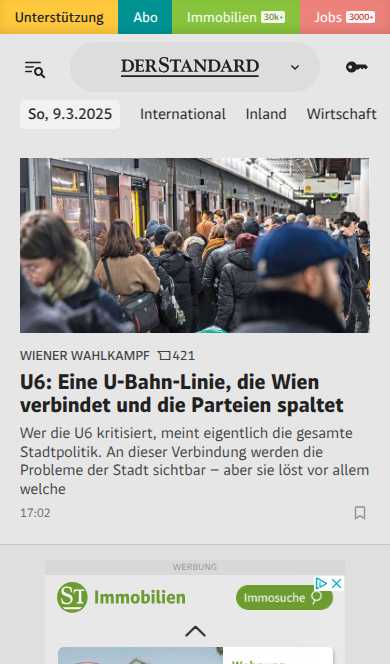 Unterstützung Abo Immobilien 30k+ Jobs 3000+
DERSTANDARD
So, 9.3.2025 International Inland Wirtschaft
WIENER WAHLKAMPF 421
U6: Eine U-Bahn-Linie, die Wien
verbindet und die Parteien spaltet
Wer die U6 kritisiert, meint eigentlich die gesamte
Stadtpolitik. An dieser Verbindung werden die
Probleme der Stadt sichtbar – aber sie löst vor allem
welche
17:02
WERBUNG
ST Immobilien Immosuche